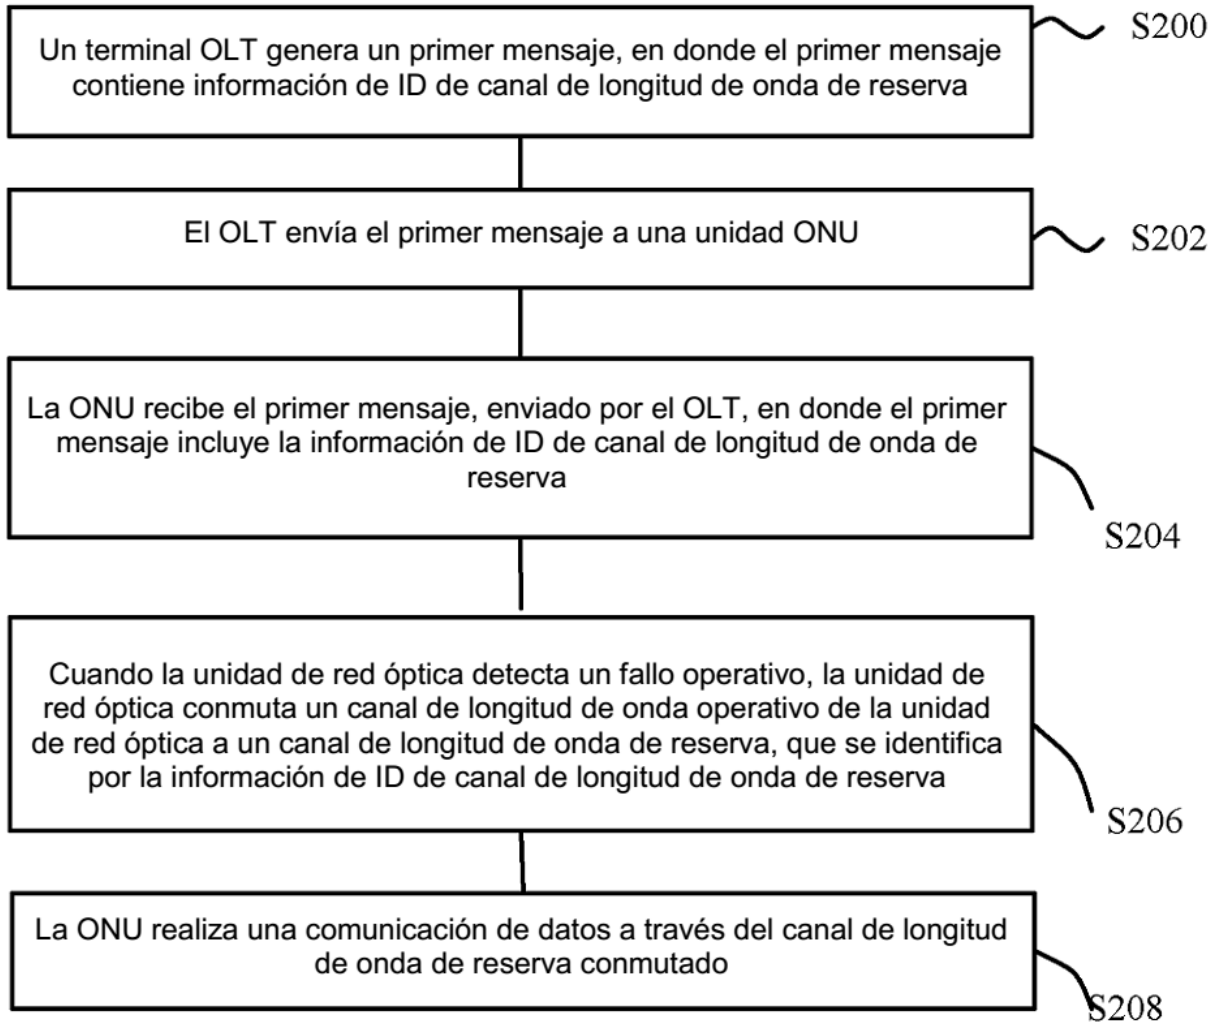 Un terminal OLT genera un primer mensaje, en donde el primer mensaje
contiene información de ID de canal de longitud de onda de reserva
S200
El OLT envía el primer mensaje a una unidad ONU
S202
La ONU recibe el primer mensaje, enviado por el OLT, en donde el primer
mensaje incluye la información de ID de canal de longitud de onda de
reserva
S204
Cuando la unidad de red óptica detecta un fallo operativo, la unidad de
red óptica conmuta un canal de longitud de onda operativo de la unidad
de red óptica a un canal de longitud de onda de reserva, que se identifica
por la información de ID de canal de longitud de onda de reserva
S206
La ONU realiza una comunicación de datos a través del canal de longitud
de onda de reserva conmutado
S208